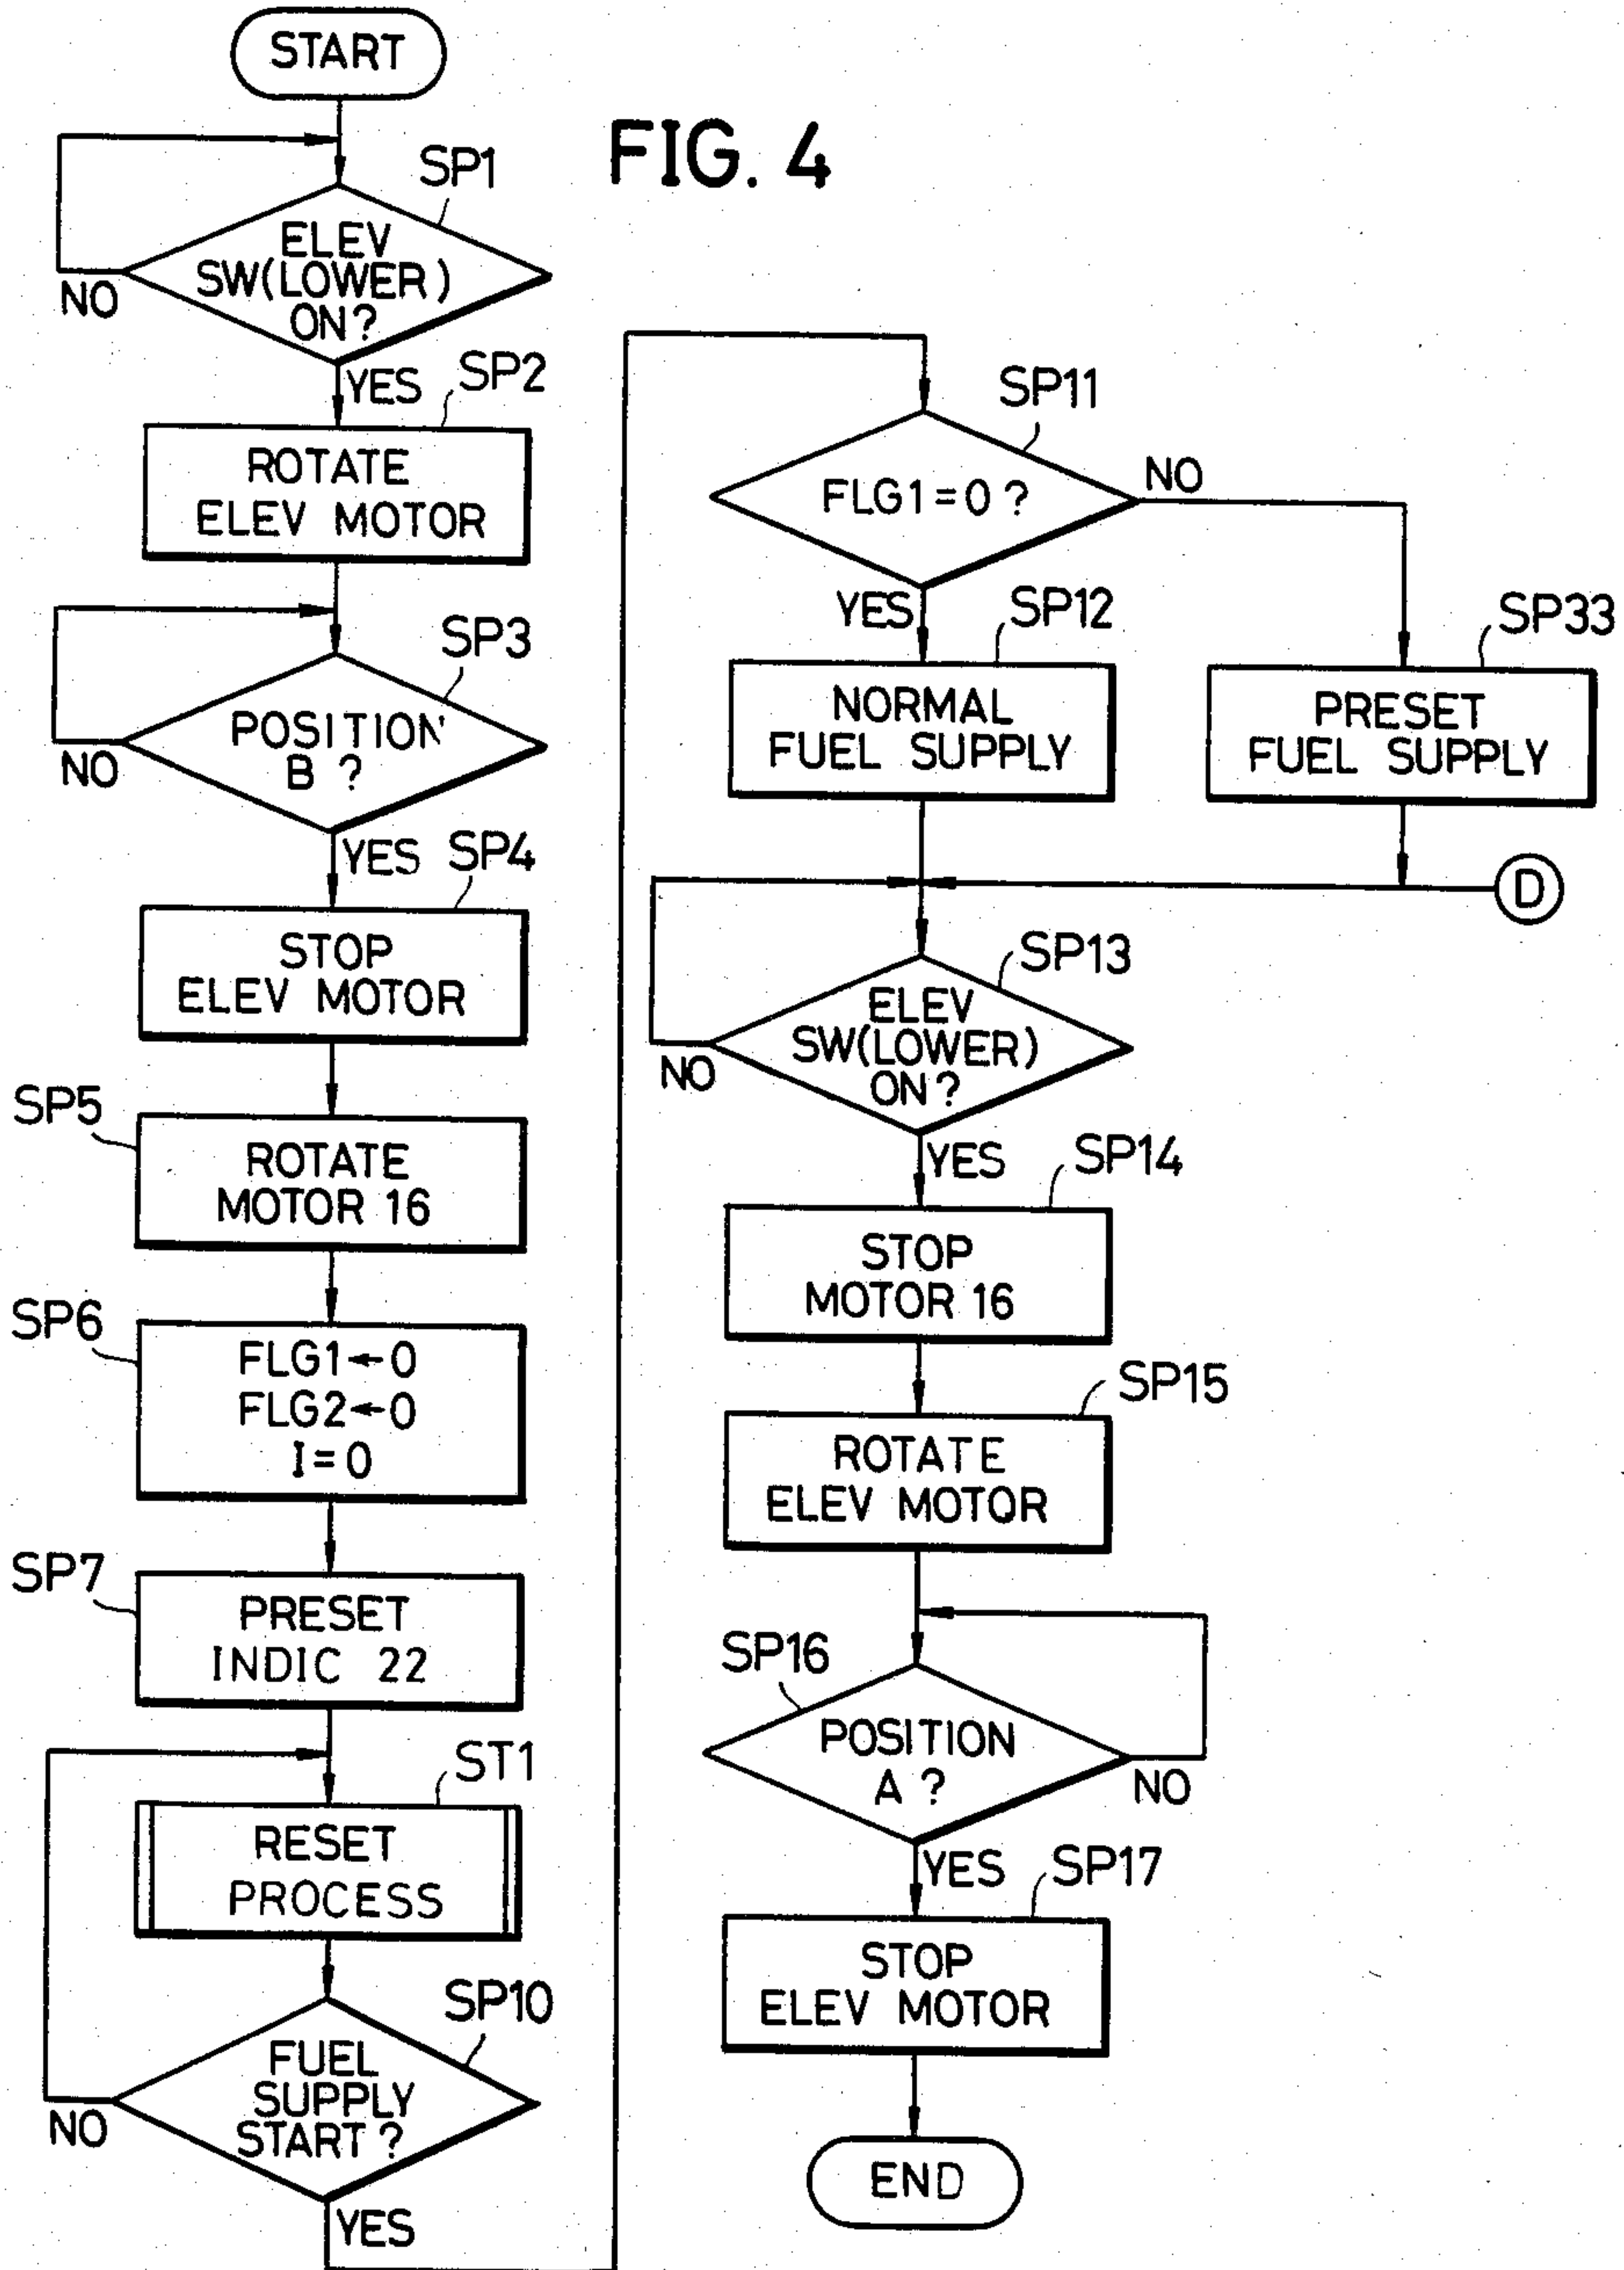 START
FIG. 4
SP1
ELEV
SW(LOWER)
ON?
NO
YES
SP2
ROTATE
ELEV MOTOR
SP3
POSITION
B ?
NO
YES
SP4
STOP
ELEV MOTOR
SP5
ROTATE
MOTOR 16
SP6
FLG1←0
FLG2←0
I=0
SP7
PRESET
INDIC 22
ST1
RESET
PROCESS
SP10
FUEL
SUPPLY
START ?
NO
YES
SP11
FLG1=0 ?
NO
YES
SP12
NORMAL
FUEL SUPPLY
SP33
PRESET
FUEL SUPPLY
D
SP13
ELEV
SW(LOWER)
ON?
NO
YES
SP14
STOP
MOTOR 16
SP15
ROTATE
ELEV MOTOR
SP16
POSITION
A ?
NO
YES
SP17
STOP
ELEV MOTOR
END